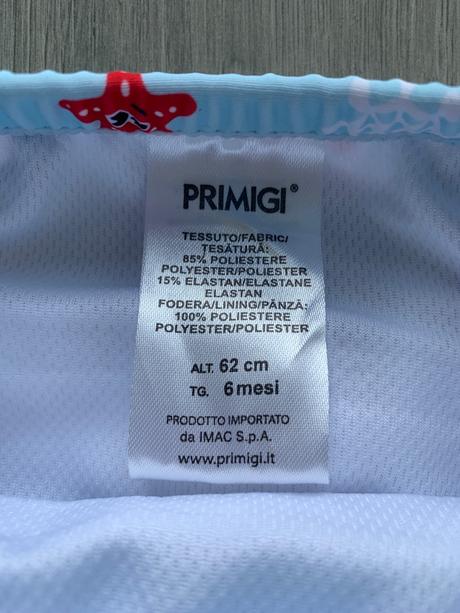 PRIMIGI®
TESSUTO/FABRIC/
ȚESĂTURĂ:
85% POLIESTERE
POLYESTER/POLIESTER
15% ELASTAN/ELASTANE
ELASTAN
FODERA/LINING/PÂNZĂ:
100% POLIESTERE
POLYESTER/POLIESTER
ALT. 62 cm
TG. 6 mesi
PRODOTTO IMPORTATO
da IMAC S.p.A.
www.primigi.it